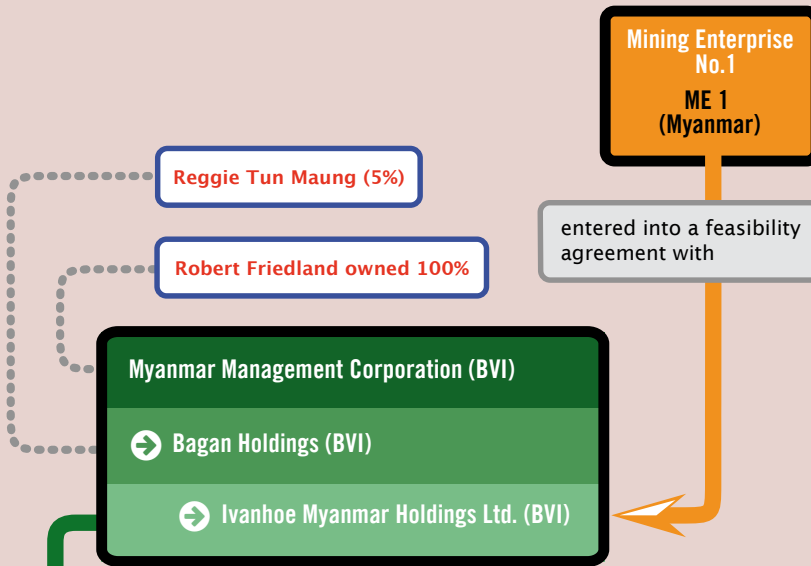 Mining Enterprise
No.1
ME 1
(Myanmar)
Reggie Tun Maung (5%)
entered into a feasibility
agreement with
Robert Friedland owned 100%
Myanmar Management Corporation (BVI)
Bagan Holdings (BVI)
Ivanhoe Myanmar Holdings Ltd. (BVI)